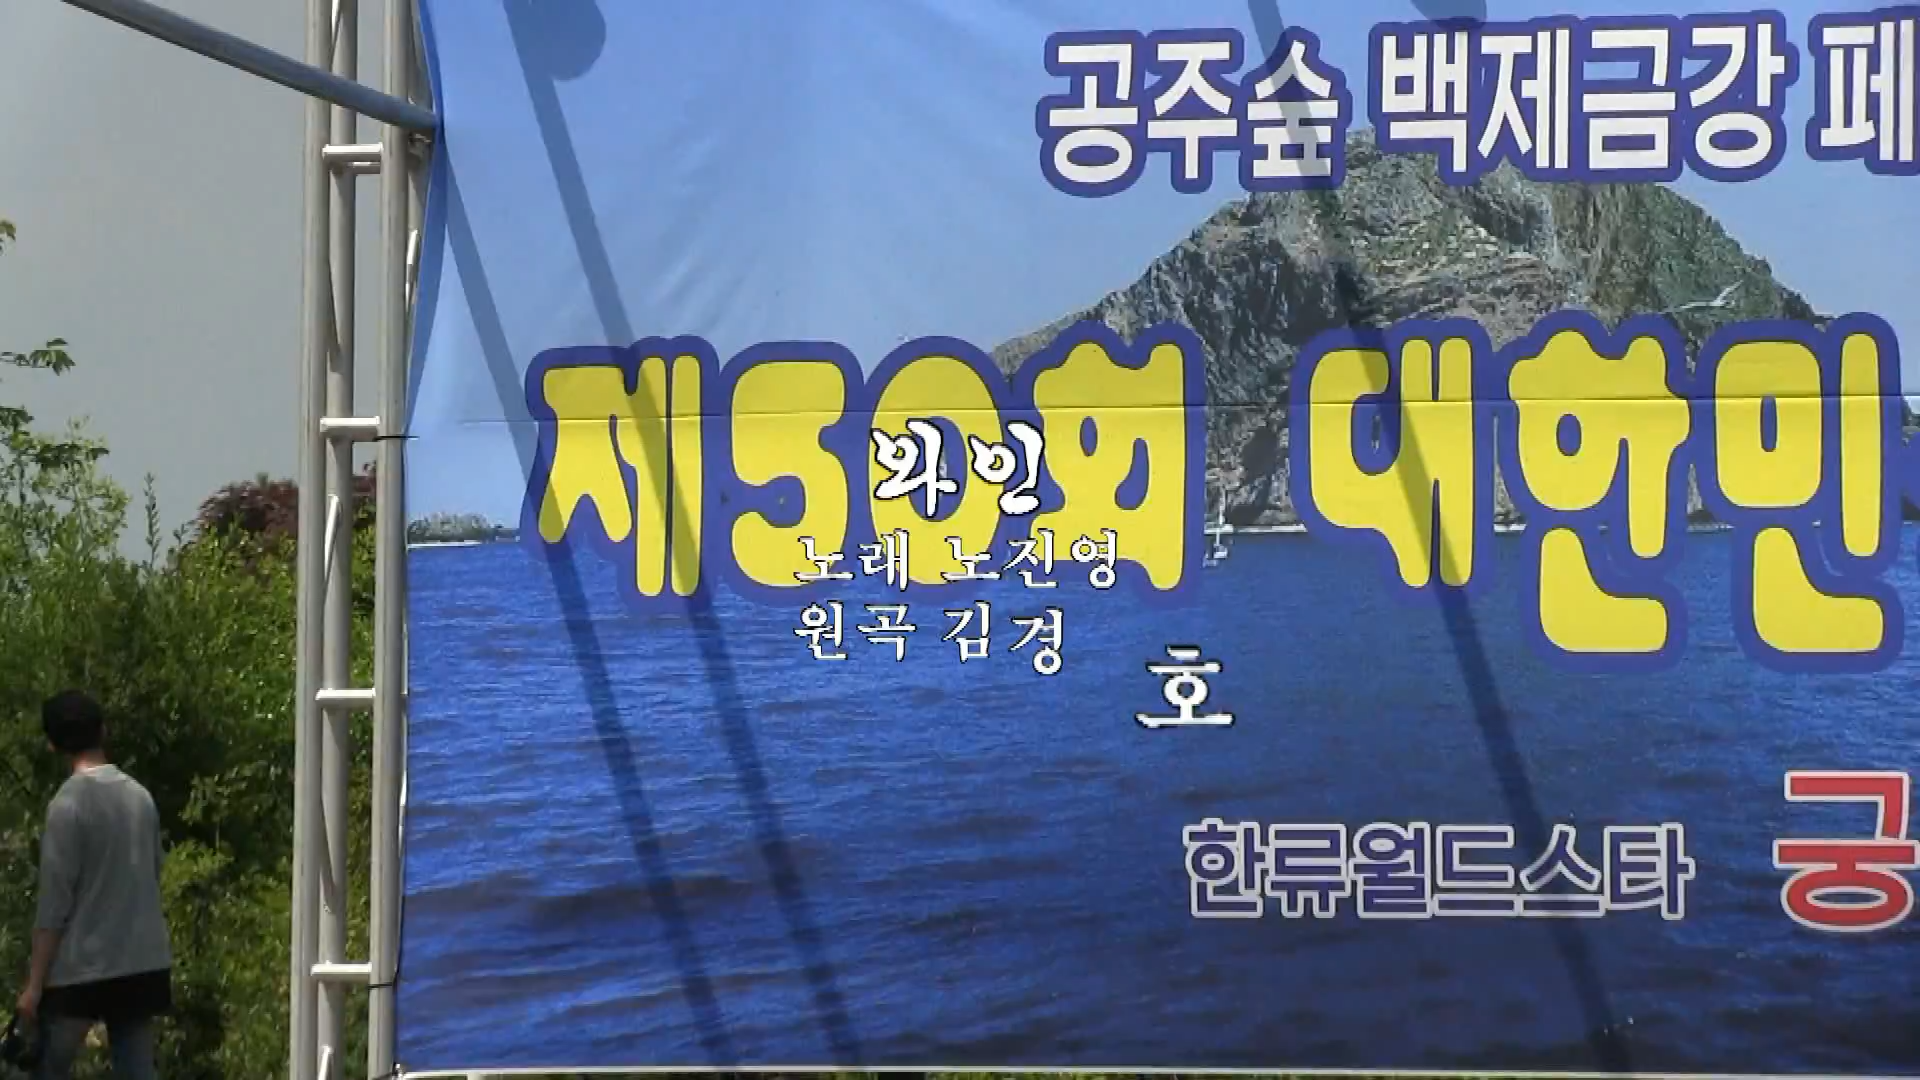 공주숲 백제금강 페
제50회 대한민
와인
노래 노진영
원곡 김경호
한류월드스타 궁